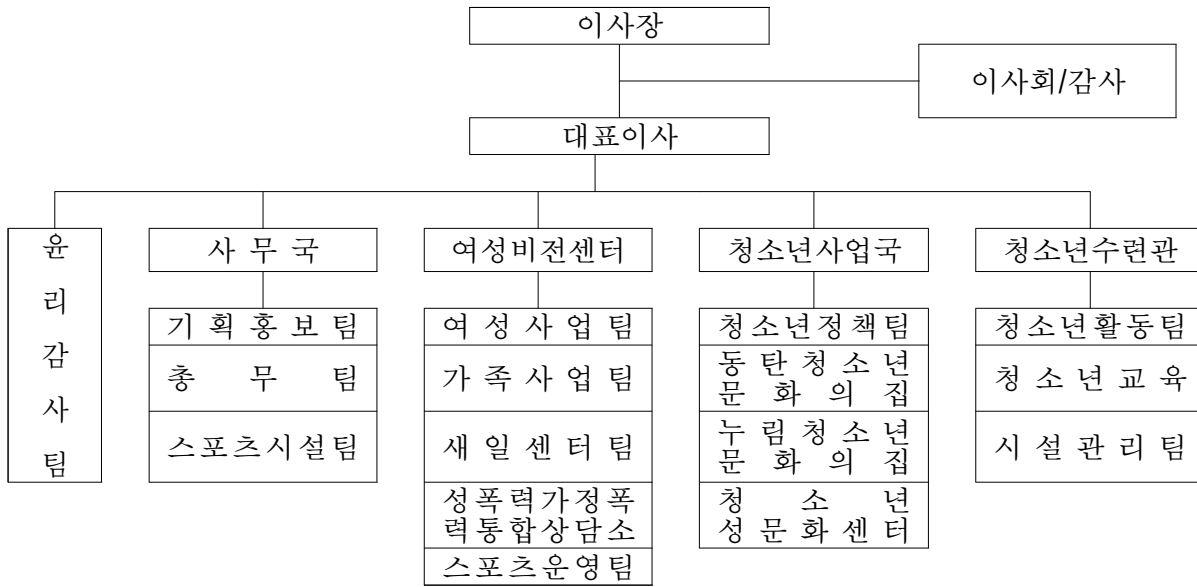 이사장
이사회/감사
대표이사
윤
리
감
사
팀
사 무 국
기 획 홍 보 팀
총 무 팀
스포츠시설팀
여성비전센터
여 성 사 업 팀
가 족 사 업 팀
새 일 센 터 팀
성폭력가정폭
력통합상담소
스포츠운영팀
청소년사업국
청소년정책팀
동 탄 청 소 년
문 화 의 집
누 림 청 소 년
문 화 의 집
청 소 년
성문화센터
청소년수련관
청소년활동팀
청 소 년 교 육
시 설 관 리 팀